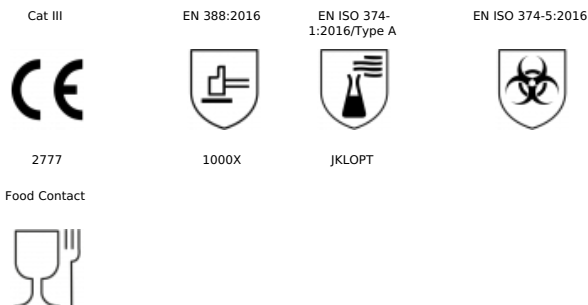 Cat III
EN 388:2016
EN ISO 374-
1:2016/Type A
EN ISO 374-5:2016
CE
2777
1000X
JKLOPT
Food Contact